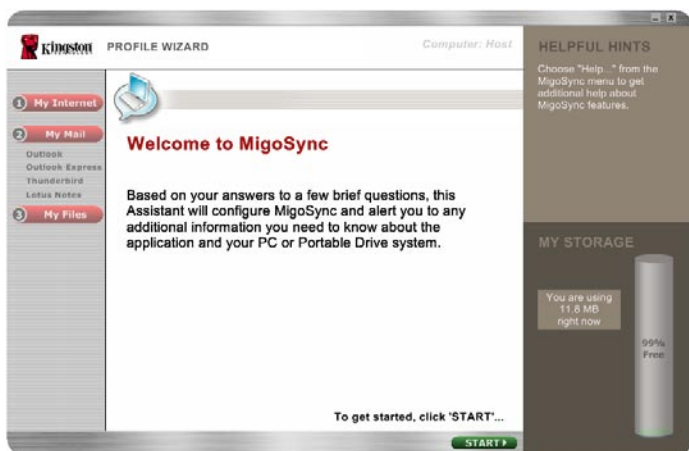 Kingston
TECHNOLOGY
PROFILE WIZARD
Computer: Host
1 My Internet
2 My Mail
Outlook
Outlook Express
Thunderbird
Lotus Notes
3 My Files
Welcome to MigoSync
Based on your answers to a few brief questions, this
Assistant will configure MigoSync and alert you to any
additional information you need to know about the
application and your PC or Portable Drive system.
To get started, click 'START'...
START
HELPFUL HINTS
Choose "Help..." from the
MigoSync menu to get
additional help about
MigoSync features.
MY STORAGE
You are using
11.8 MB
right now
99%
Free